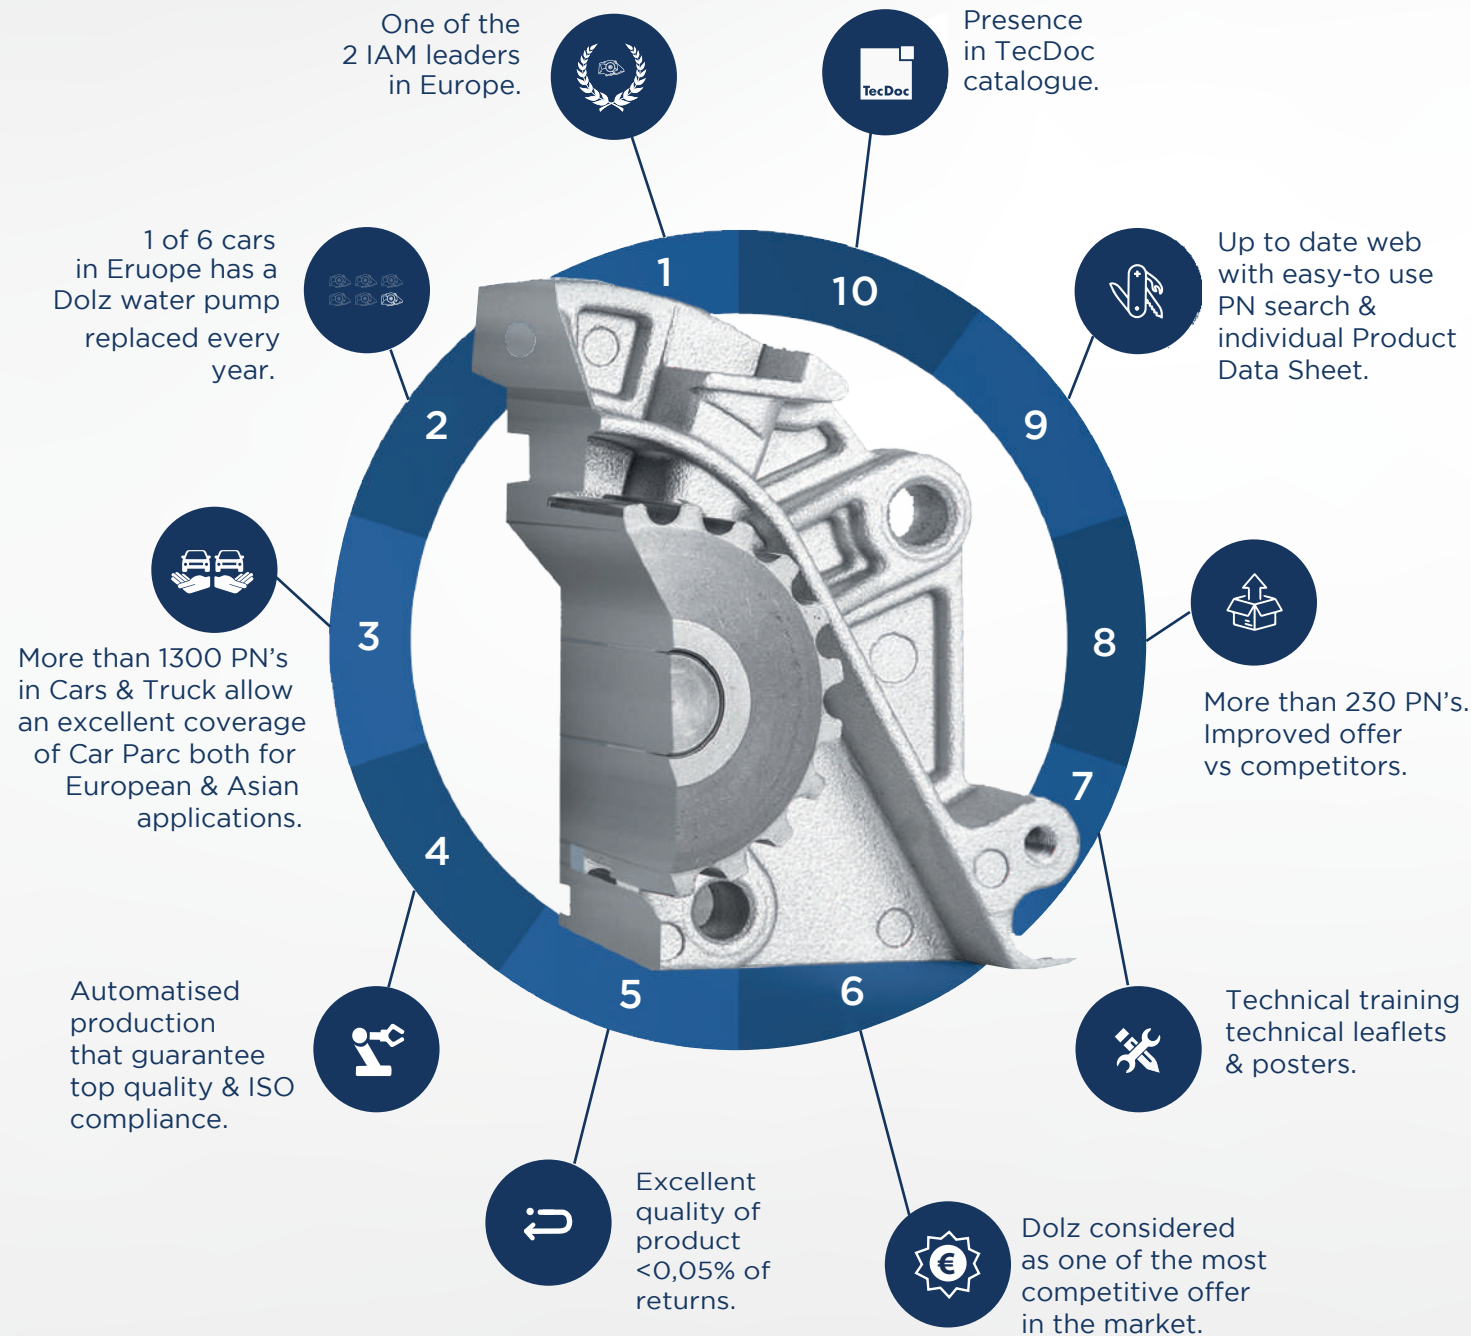 One of the
2 IAM leaders
in Europe.
1
1 of 6 cars
in Eruope has a
Dolz water pump
replaced every
year.
2
More than 1300 PN’s
in Cars & Truck allow
an excellent coverage
of Car Parc both for
European & Asian
applications.
3
Automatised
production
that guarantee
top quality & ISO
compliance.
4
Excellent
quality of
product
<0,05% of
returns.
5
Dolz considered
as one of the most
competitive offer
in the market.
€
6
Technical training
technical leaflets
& posters.
7
More than 230 PN’s.
Improved offer
vs competitors.
8
Up to date web
with easy-to use
PN search &
individual Product
Data Sheet.
9
Presence
in TecDoc
catalogue.
TecDoc
10